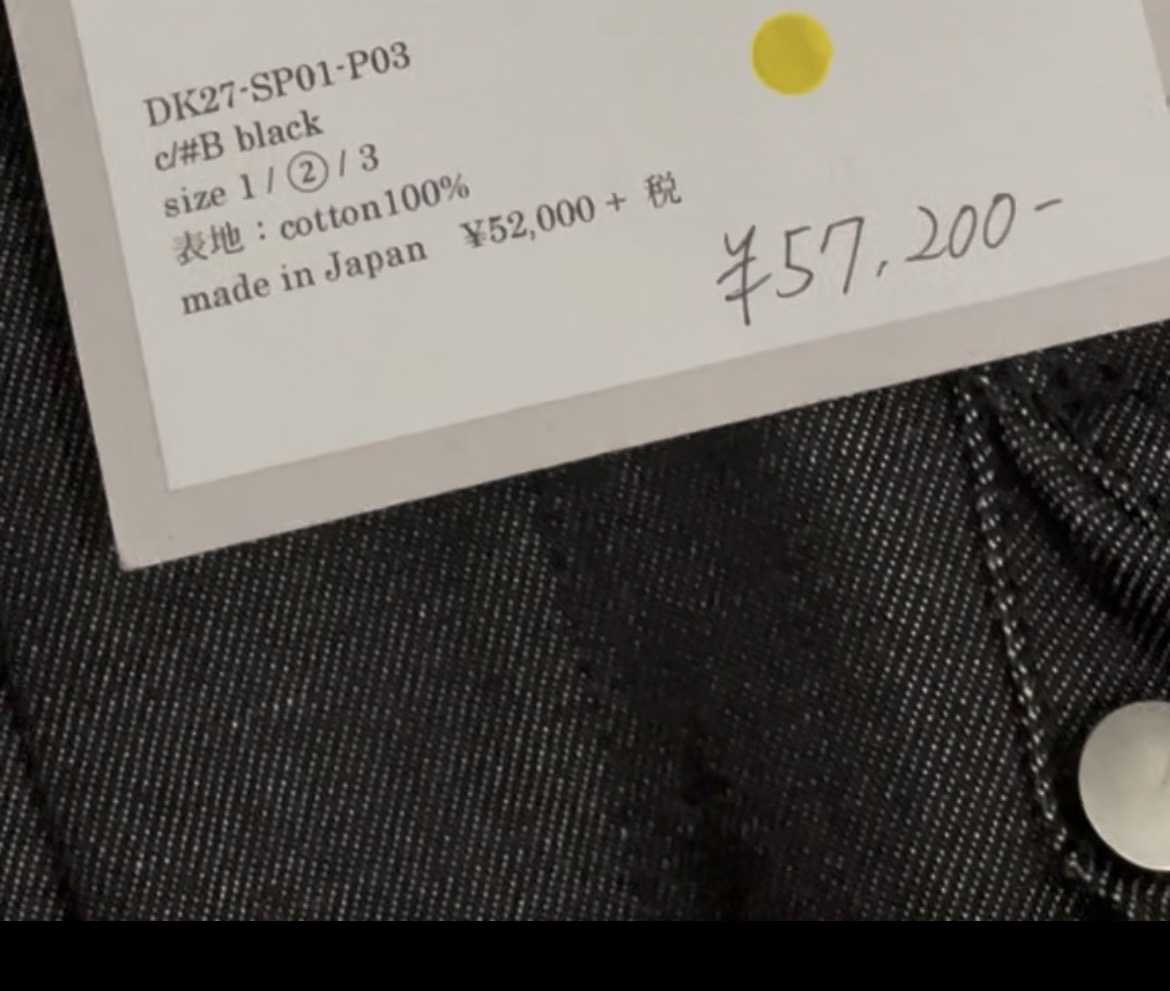 DK27-SP01-P03
c/#B black
size 1 / ② / 3
表地：cotton100%
made in Japan ¥52,000 + 税
¥57,200-